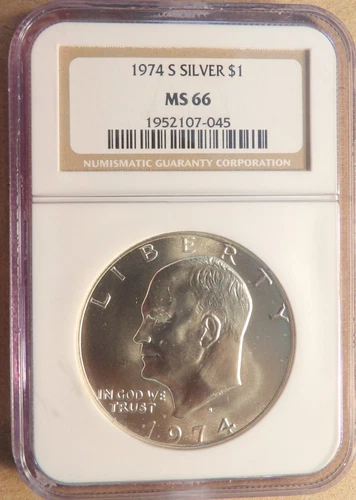 1974 S SILVER $1
MS 66
1952107-045
NUMISMATIC GUARANTY CORPORATION
LIBERTY
IN GOD WE
TRUST
1974